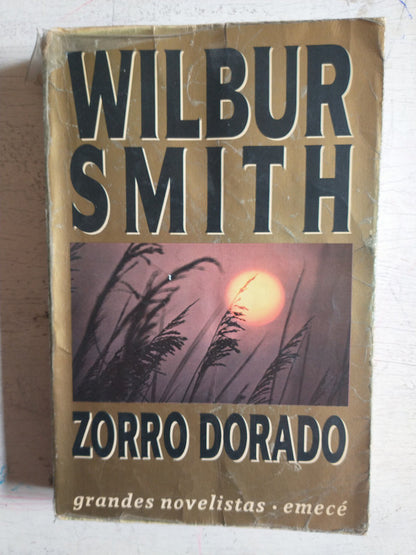 WILBUR
SMITH
ZORRO DORADO
grandes novelistas · emecé